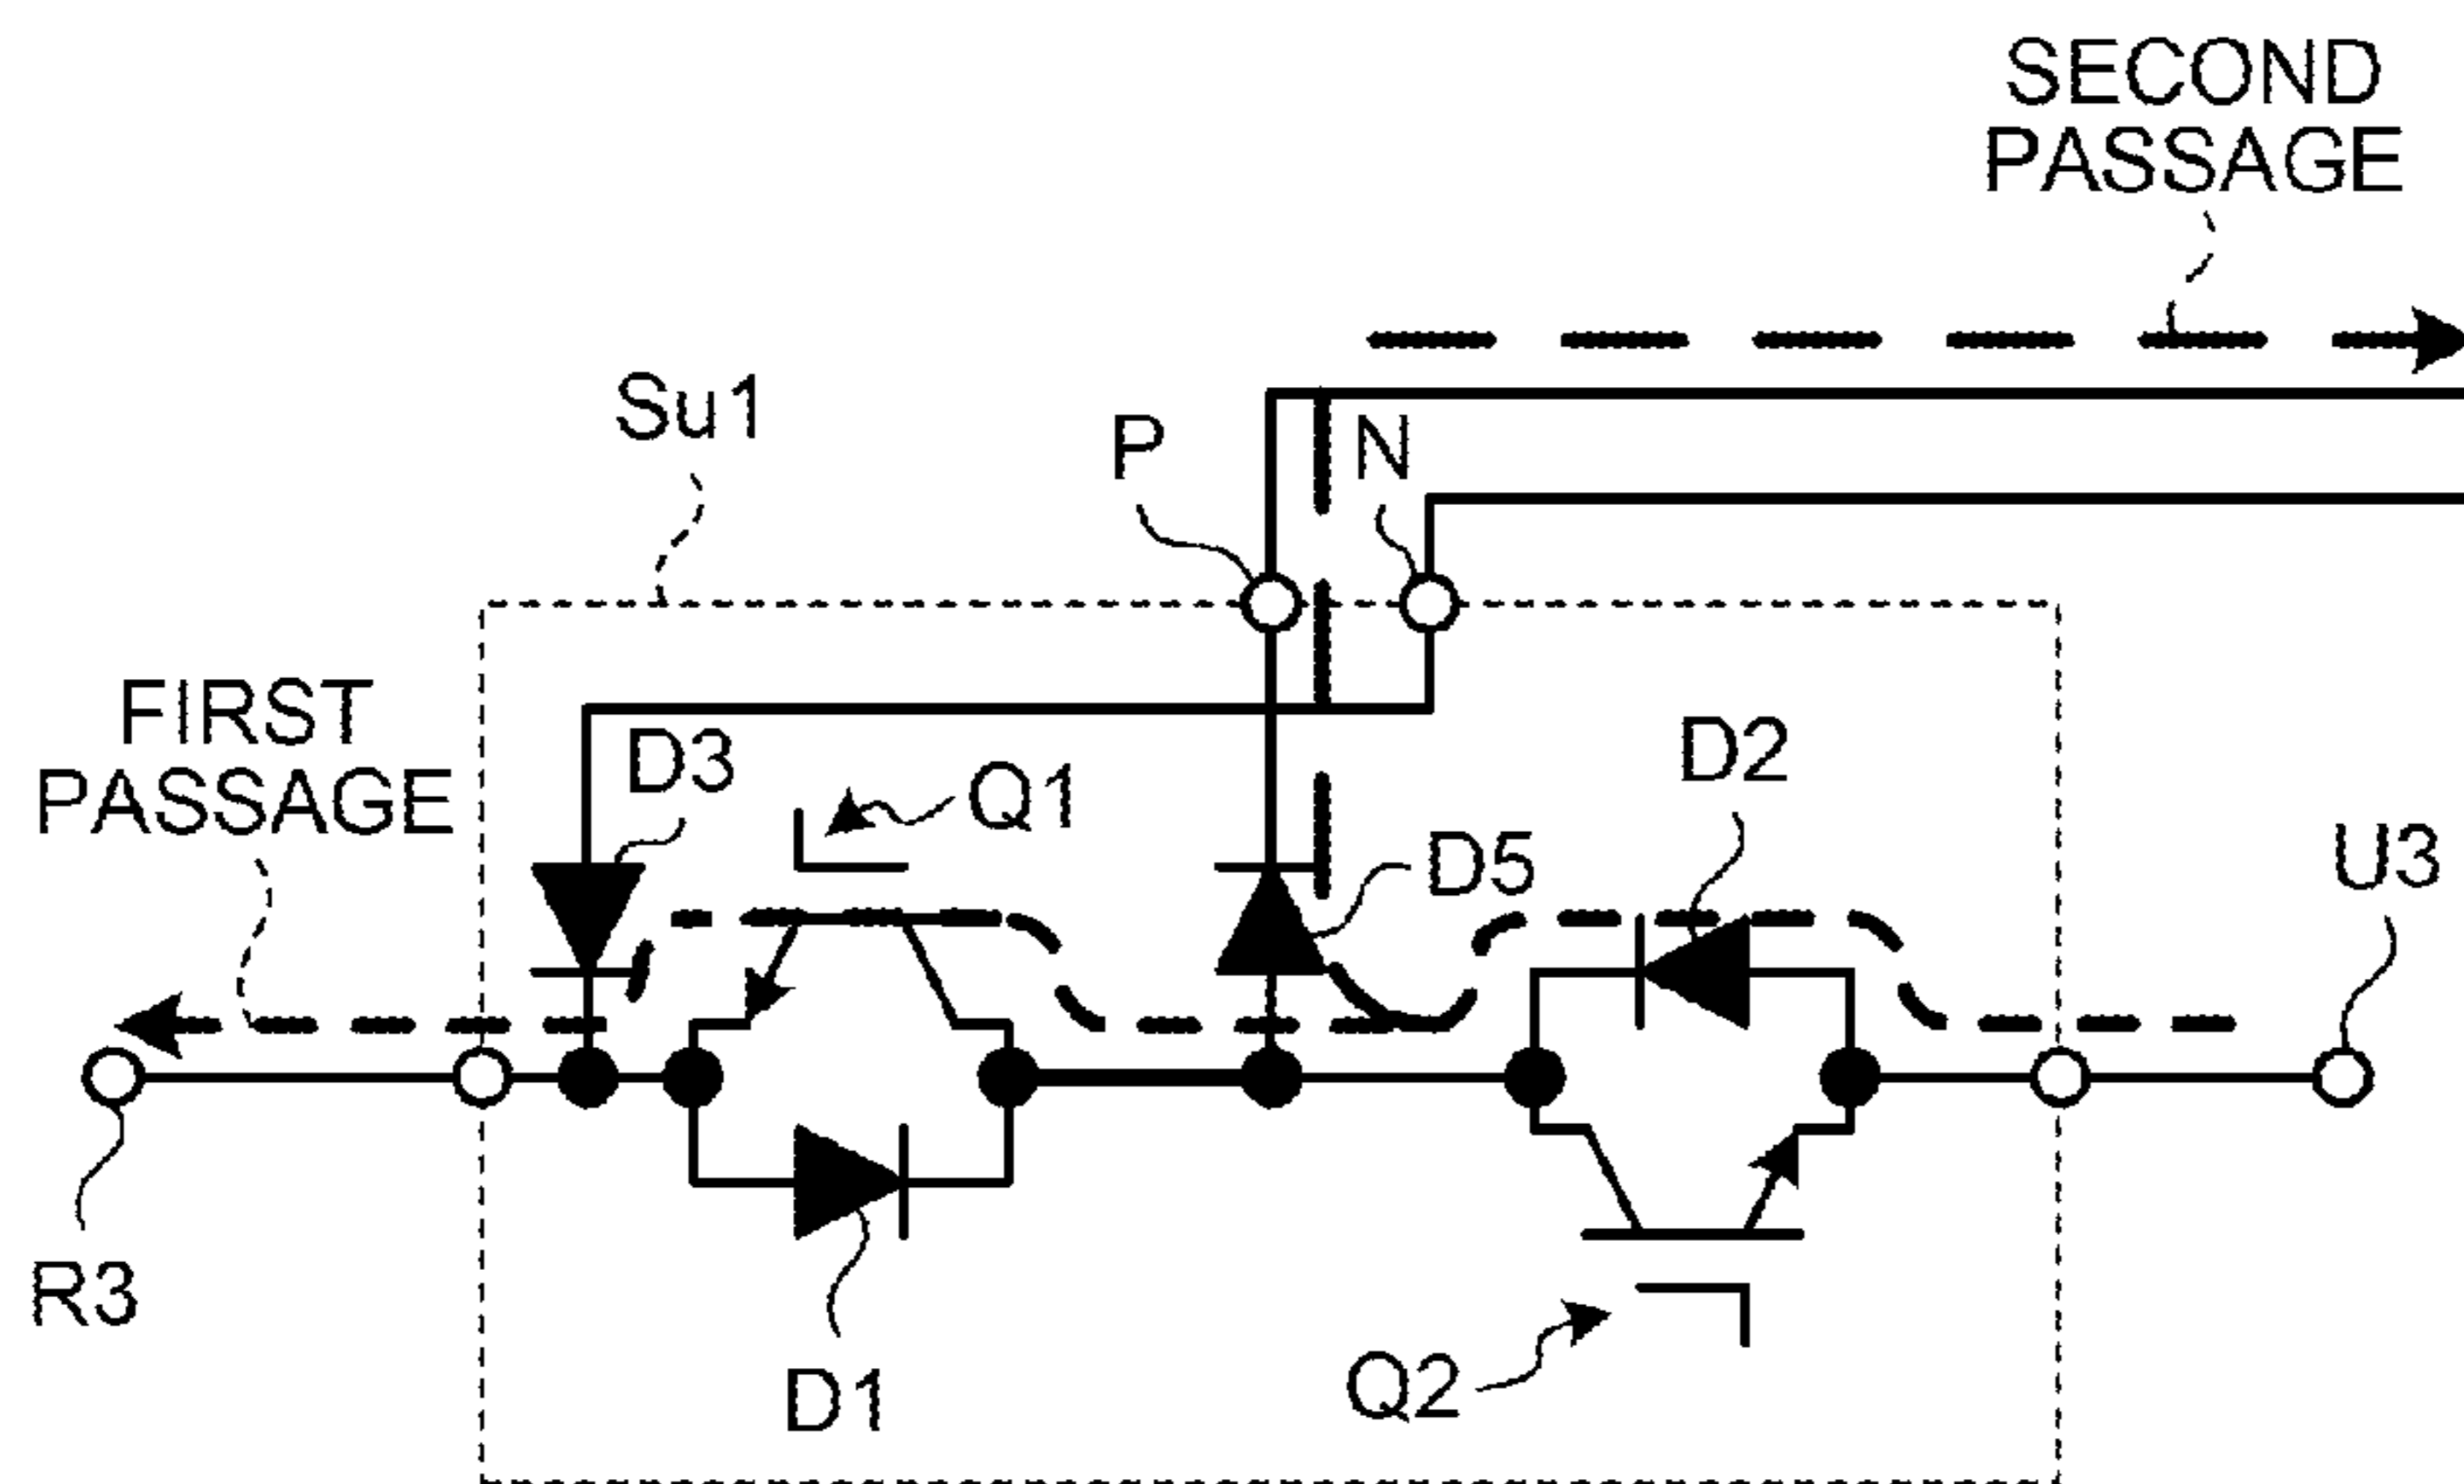 SECOND
PASSAGE
Su1
P
N
FIRST
PASSAGE
D3
Q1
D2
D5
U3
R3
D1
Q2